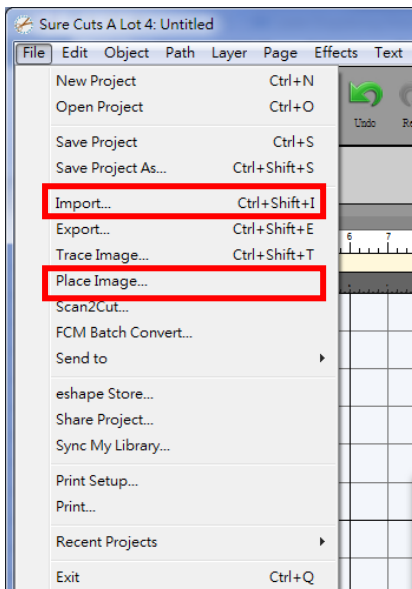 Sure Cuts A Lot 4: Untitled
File Edit Object Path Layer Page Effects Text
New Project Ctrl+N
Open Project Ctrl+O
Undo
Save Project Ctrl+S
Save Project As... Ctrl+Shift+S
Import... Ctrl+Shift+I
Export... Ctrl+Shift+E
6 7
Trace Image... Ctrl+Shift+T
Place Image...
Scan2Cut...
FCM Batch Convert...
Send to
eshape Store...
Share Project...
Sync My Library...
Print Setup...
Print...
Recent Projects
Exit Ctrl+Q